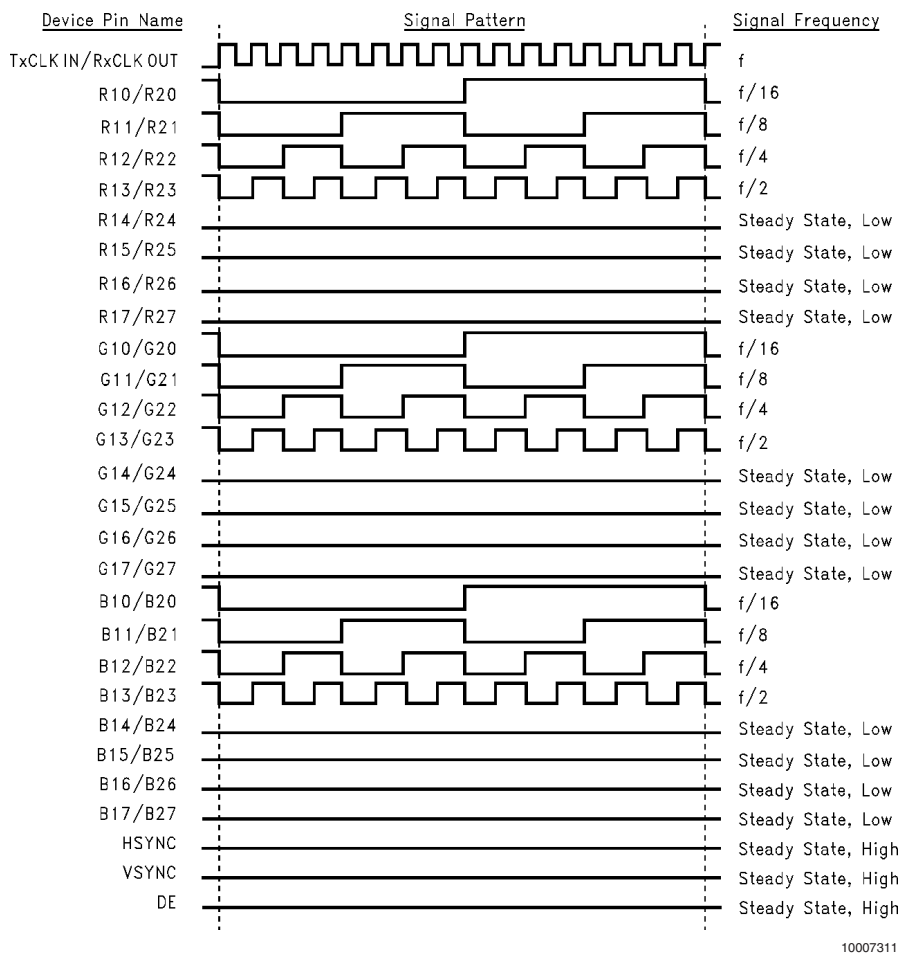 Device Pin Name Signal Pattern Signal Frequency
TxCLK IN/RxCLK OUT f
R10/R20 f/16
R11/R21 f/8
R12/R22 f/4
R13/R23 f/2
R14/R24 Steady State, Low
R15/R25 Steady State, Low
R16/R26 Steady State, Low
R17/R27 Steady State, Low
G10/G20 f/16
G11/G21 f/8
G12/G22 f/4
G13/G23 f/2
G14/G24 Steady State, Low
G15/G25 Steady State, Low
G16/G26 Steady State, Low
G17/G27 Steady State, Low
B10/B20 f/16
B11/B21 f/8
B12/B22 f/4
B13/B23 f/2
B14/B24 Steady State, Low
B15/B25 Steady State, Low
B16/B26 Steady State, Low
B17/B27 Steady State, Low
HSYNC Steady State, High
VSYNC Steady State, High
DE Steady State, High
10007311